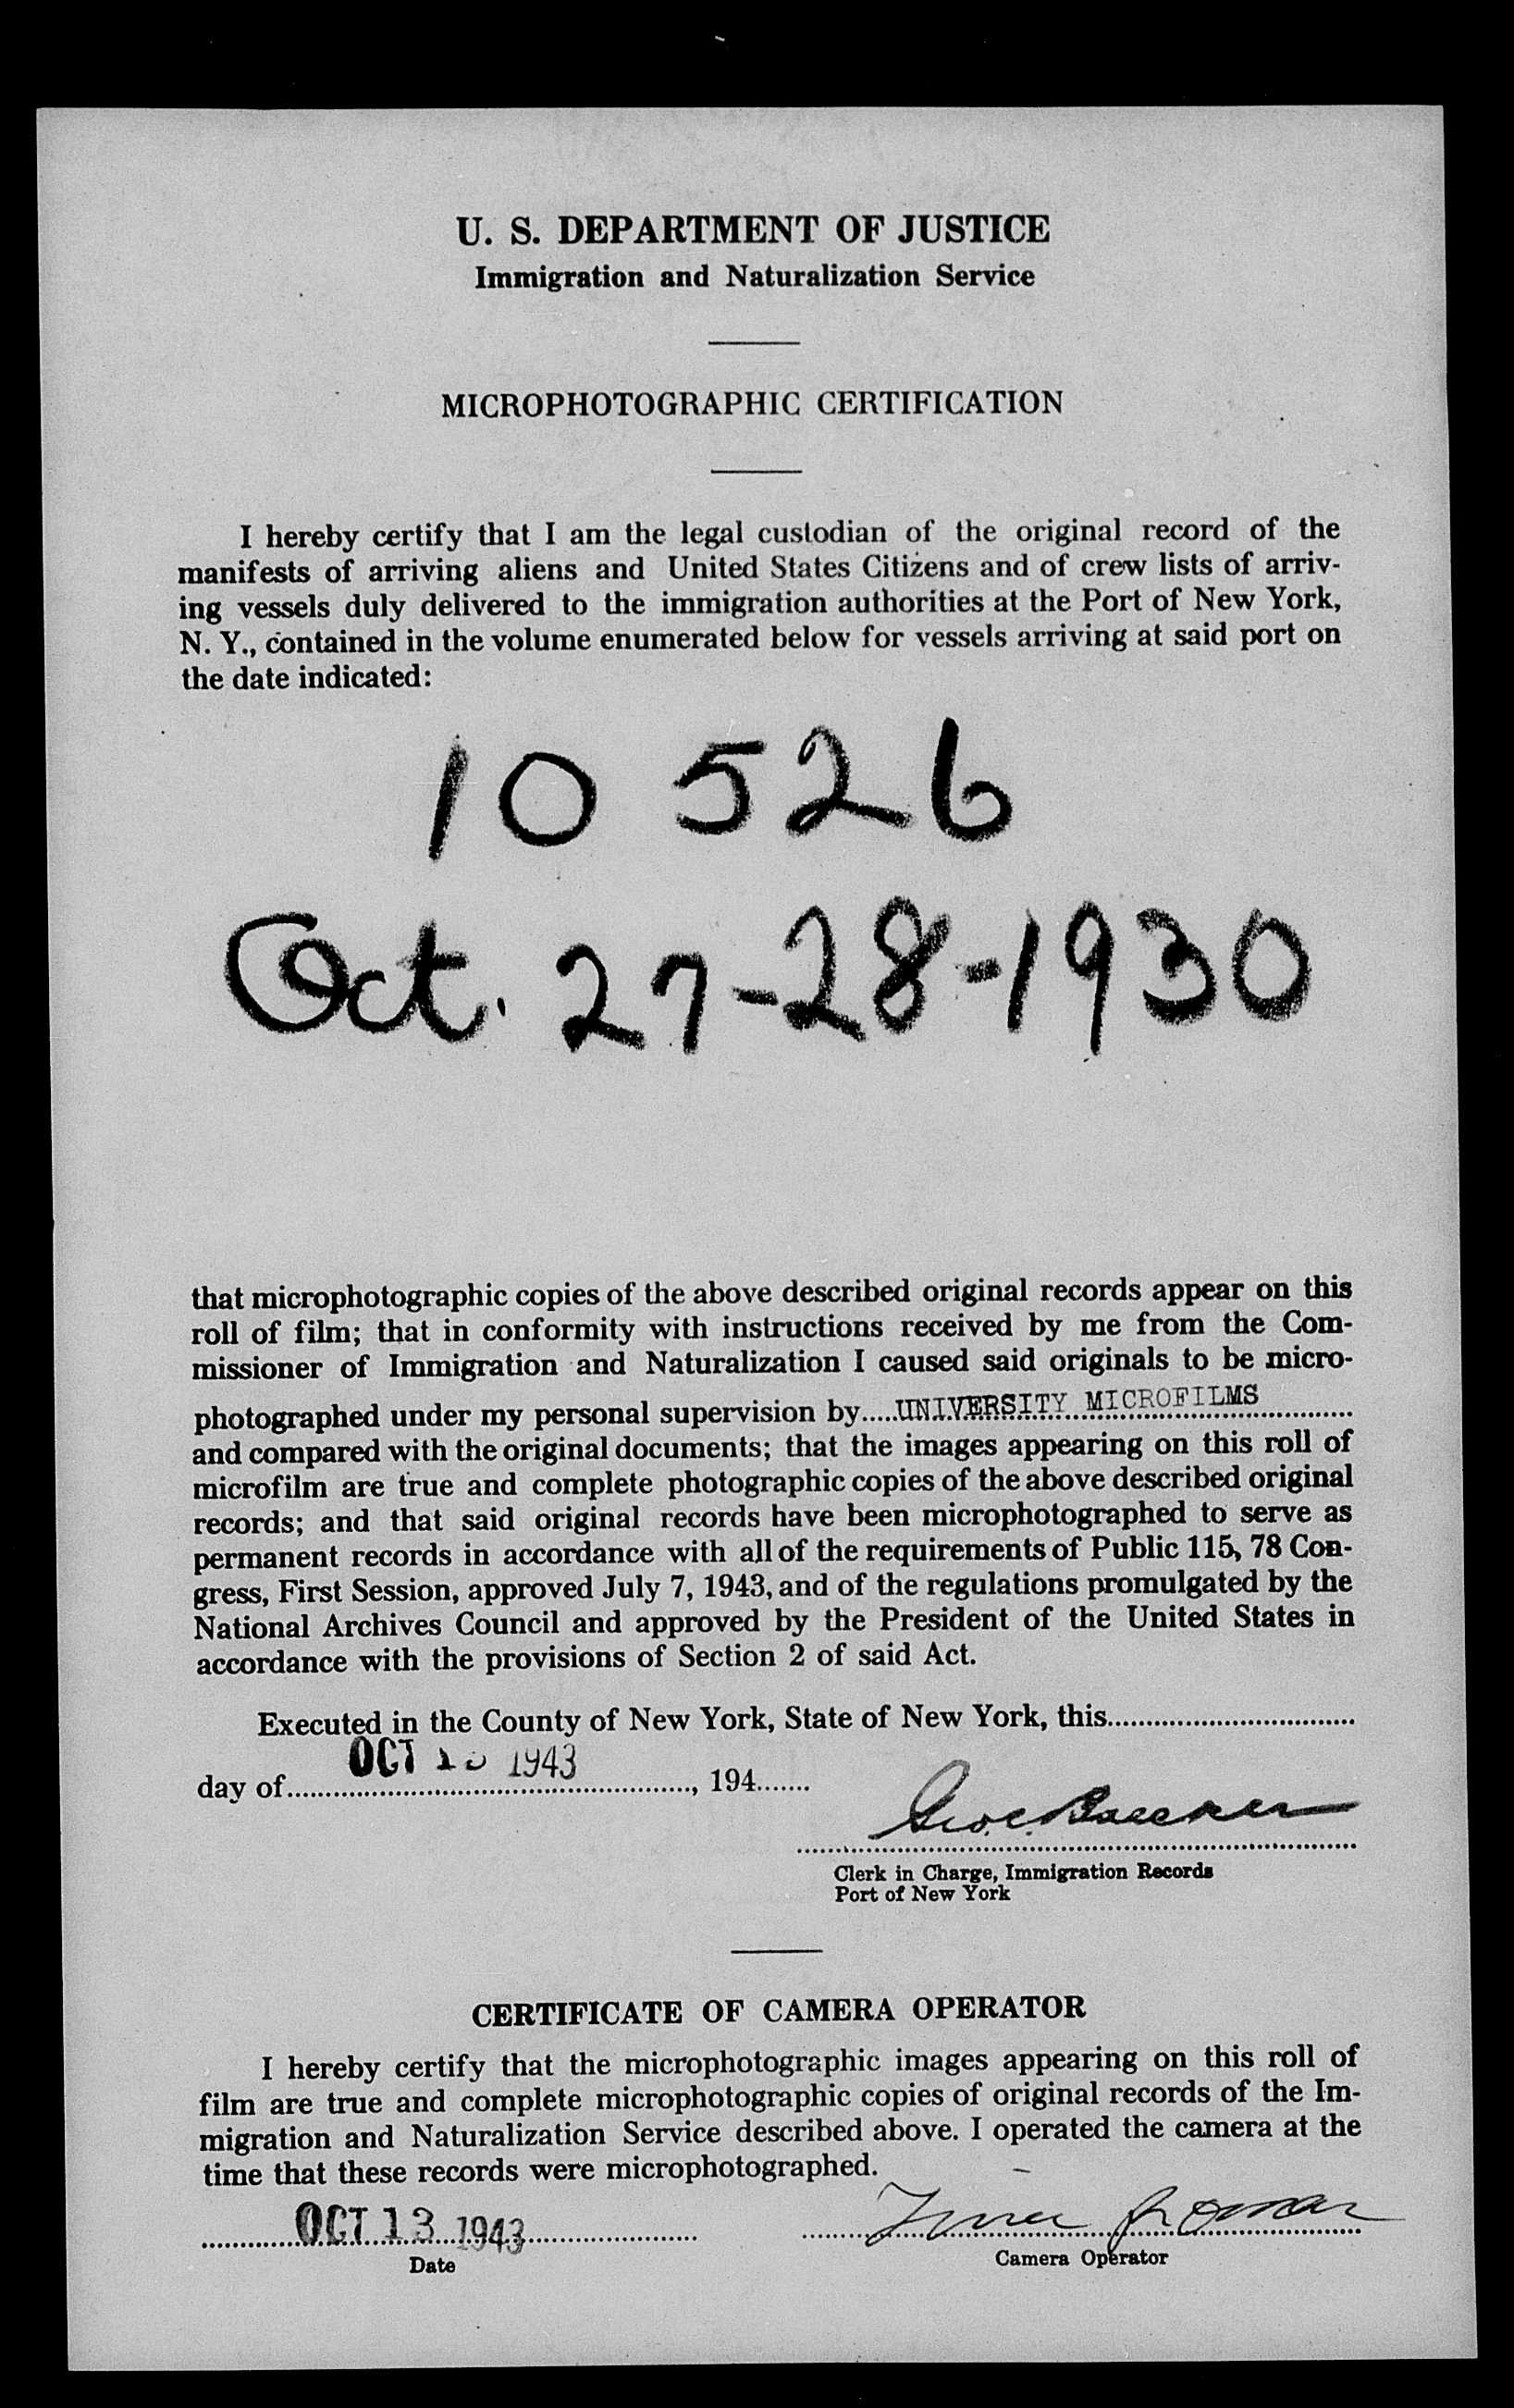 U. S. DEPARTMENT OF JUSTICE
Immigration and Naturalization Service
MICROPHOTOGRAPHIC CERTIFICATION
I hereby certify that I am the legal custodian of the original record of the
manifests of arriving aliens and United States Citizens and of crew lists of arriv-
ing vessels duly delivered to the immigration authorities at the Port of New York,
N. Y., contained in the volume enumerated below for vessels arriving at said port on
the date indicated:
10 526
Oct. 27-28-1930
that microphotographic copies of the above described original records appear on this
roll of film; that in conformity with instructions received by me from the Com-
missioner of Immigration and Naturalization I caused said originals to be micro-
photographed under my personal supervision by.....UNIVERSITY MICROFILMS
and compared with the original documents; that the images appearing on this roll of
microfilm are true and complete photographic copies of the above described original
records; and that said original records have been microphotographed to serve as
permanent records in accordance with all of the requirements of Public 115, 78 Con-
gress, First Session, approved July 7, 1943, and of the regulations promulgated by the
National Archives Council and approved by the President of the United States in
accordance with the provisions of Section 2 of said Act.
Executed in the County of New York, State of New York, this
OCT 1943
day of , 194
Clerk in Charge, Immigration Records
Port of New York
CERTIFICATE OF CAMERA OPERATOR
I hereby certify that the microphotographic images appearing on this roll of
film are true and complete microphotographic copies of original records of the Im-
migration and Naturalization Service described above. I operated the camera at the
time that these records were microphotographed.
OCT 13 1943
Date
Camera Operator